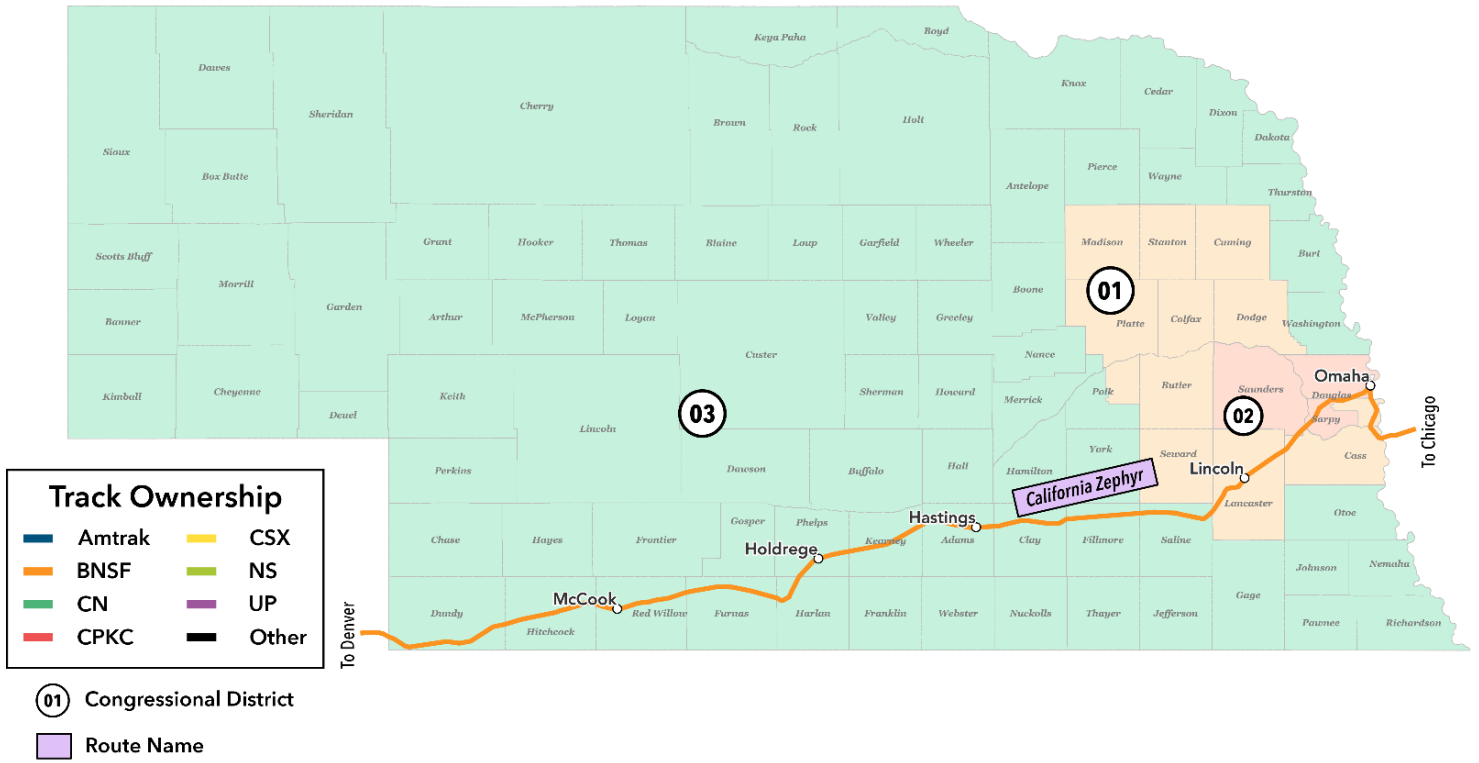 Keya Paha
Boyd
Dawes
Knox
Cedar
Cherry
Sheridan
Dixon
Brown
Rock
Holt
Dakota
Sioux
Pierce
Box Butte
Wayne
Antelope
Thurston
Grant
Hooker
Thomas
Blaine
Loup
Garfield
Wheeler
Madison
Stanton
Cuming
Scotts Bluff
Burt
Morrill
Boone
01
Garden
Banner
Arthur
McPherson
Logan
Valley
Greeley
Platte
Colfax
Dodge
Washington
Custer
Nance
Kimball
Cheyenne
Keith
Sherman
Howard
Merrick
Polk
Butler
Saunders
Omaha
Douglas
Deuel
03
02
Sarpy
Lincoln
To Chicago
Perkins
Dawson
Buffalo
Hall
Hamilton
York
Seward
Cass
Lincoln
California Zephyr
Lancaster
Otoe
Hastings
Gosper
Phelps
Chase
Hayes
Frontier
Kearney
Adams
Clay
Fillmore
Saline
Holdrege
Johnson
Nemaha
Gage
McCook
Dundy
Hitchcock
Red Willow
Furnas
Harlan
Franklin
Webster
Nuckolls
Thayer
Jefferson
Pawnee
Richardson
To Denver
Track Ownership
Amtrak
CSX
BNSF
NS
CN
UP
CPKC
Other
01 Congressional District
Route Name